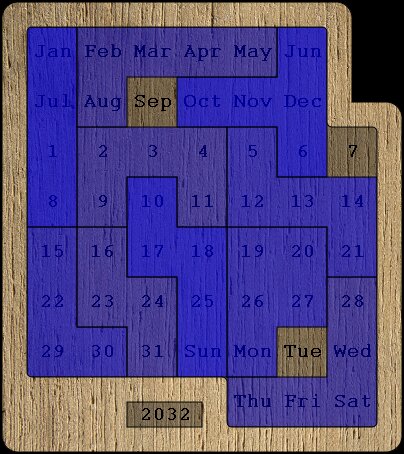 Jan Feb Mar Apr May Jun
Jul Aug Sep Oct Nov Dec
1 2 3 4 5 6 7
8 9 10 11 12 13 14
15 16 17 18 19 20 21
22 23 24 25 26 27 28
29 30 31 Sun Mon Tue Wed
Thu Fri Sat
2032